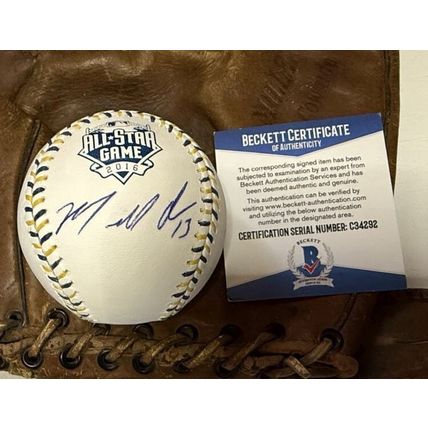 ALL-STAR
GAME
2016
13
BECKETT CERTIFICATE
OF AUTHENTICITY
The corresponding signed item has been
subjected to examination by an expert from
Beckett Authentication Services and has
been deemed authentic and genuine.
This authentication can be verified by
visiting www.beckett-authentication.com
and utilizing the below number in
the designated area.
CERTIFICATION SERIAL NUMBER: C34292
BECKETT
B